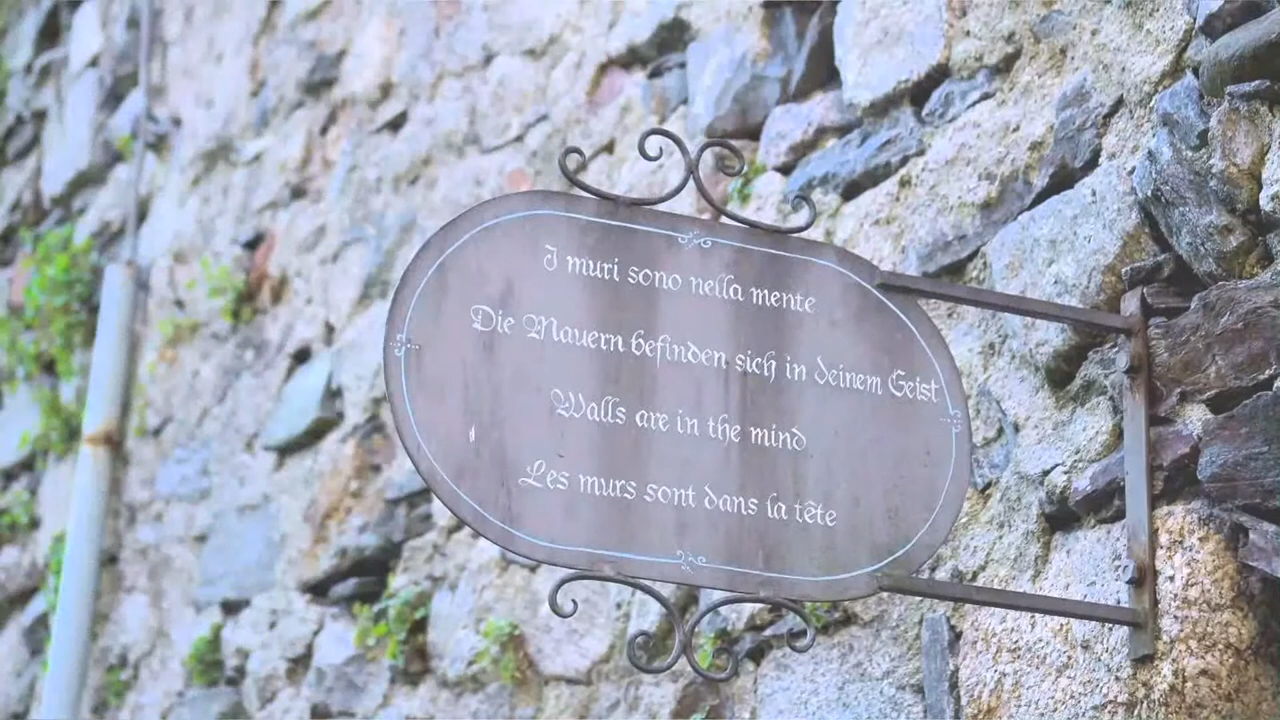 I muri sono nella mente
Die Mauern befinden sich in deinem Geist
Walls are in the mind
Les murs sont dans la tête